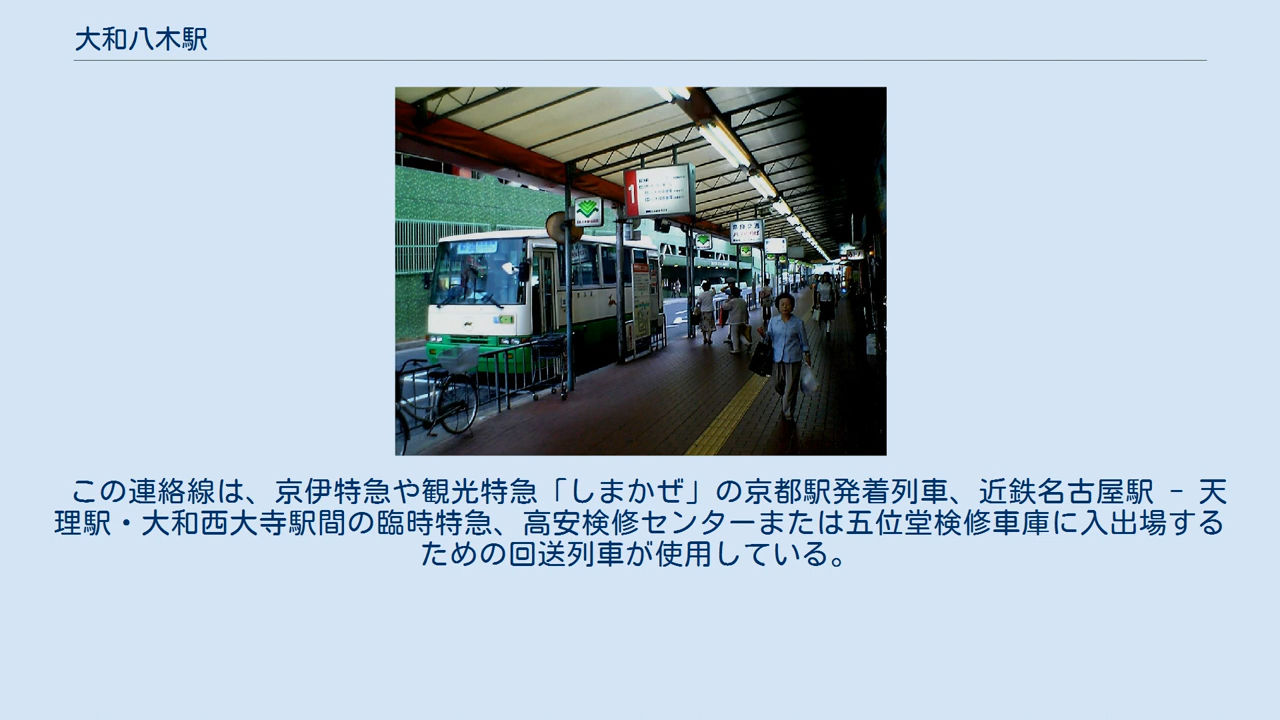 大和八木駅
1
この連絡線は、京伊特急や観光特急「しまかぜ」の京都駅発着列車、近鉄名古屋駅 － 天
理駅・大和西大寺駅間の臨時特急、高安検修センターまたは五位堂検修車庫に入出場する
ための回送列車が使用している。